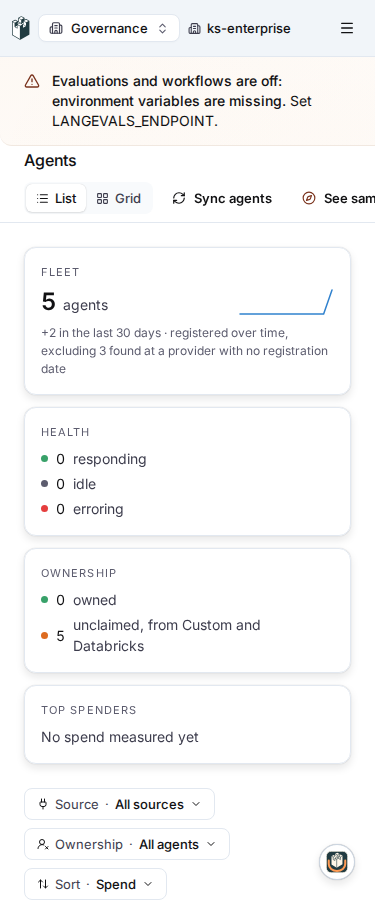 Governance
ks-enterprise
Evaluations and workflows are off:
environment variables are missing. Set
LANGEVALS_ENDPOINT.
Agents
List
Grid
Sync agents
See sam
FLEET
5 agents
+2 in the last 30 days · registered over time,
excluding 3 found at a provider with no registration
date
HEALTH
0 responding
0 idle
0 erroring
OWNERSHIP
0 owned
5 unclaimed, from Custom and
Databricks
TOP SPENDERS
No spend measured yet
Source · All sources
Ownership · All agents
Sort · Spend